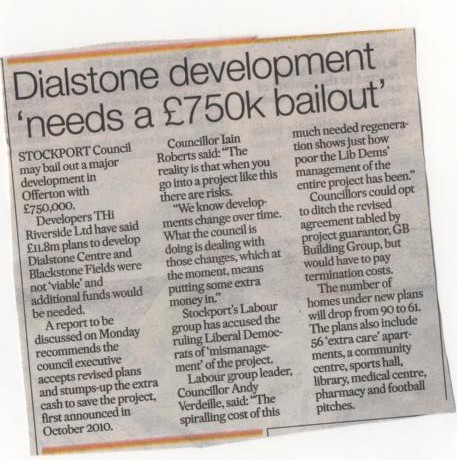 Dialstone development
'needs a £750k bailout'
STOCKPORT Council
may bail out a major
development in
Offerton with
£750,000.
Developers THi
Riverside Ltd have said
£11.8m plans to develop
Dialstone Centre and
Blackstone Fields were
not 'viable' and
additional funds would
be needed.
A report to be
discussed on Monday
recommends the
council executive
accepts revised plans
and stumps-up the extra
cash to save the project,
first announced in
October 2010.
Councillor Iain
Roberts said: "The
reality is that when you
go into a project like this
there are risks.
"We know develop-
ments change over time.
What the council is
doing is dealing with
those changes, which at
the moment, means
putting some extra
money in."
Stockport's Labour
group has accused the
ruling Liberal Democ-
rats of 'mismanage-
ment' of the project.
Labour group leader,
Councillor Andy
Verdeille, said: "The
spiralling cost of this
much needed regenera-
tion shows just how
poor the Lib Dems'
management of the
entire project has been."
Councillors could opt
to ditch the revised
agreement tabled by
project guarantor, GB
Building Group, but
would have to pay
termination costs.
The number of
homes under new plans
will drop from 90 to 61.
The plans also include
56 'extra care' apart-
ments, a community
centre, sports hall,
library, medical centre,
pharmacy and football
pitches.